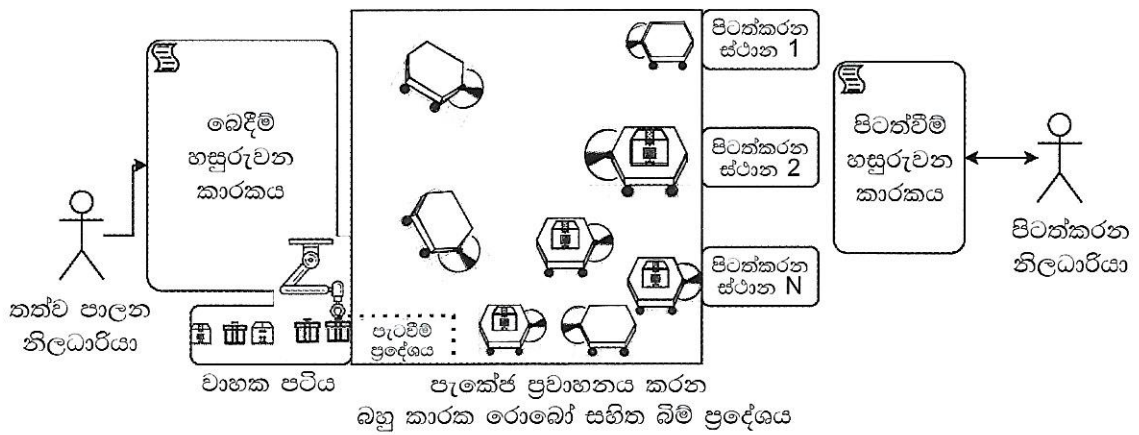 බෙදීම්
හසුරුවන
කාරකය
තත්ව පාලන
නිලධාරියා
වාහක පටිය
පැටවීම්
ප්‍රදේශය
පිටත්කරන
ස්ථාන 1
පිටත්කරන
ස්ථාන 2
පිටත්කරන
ස්ථාන N
පිටත්වීම්
හසුරුවන
කාරකය
පිටත්කරන
නිලධාරියා
පැකේජ ප්‍රවාහනය කරන
බහු කාරක රොබෝ සහිත බිම් ප්‍රදේශය